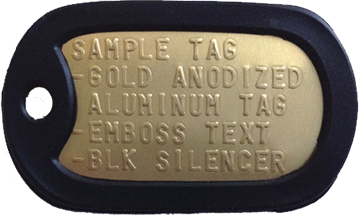 SAMPLE TAG
-GOLD ANODIZED
ALUMINUM TAG
-EMBOSS TEXT
-BLK SILENCER